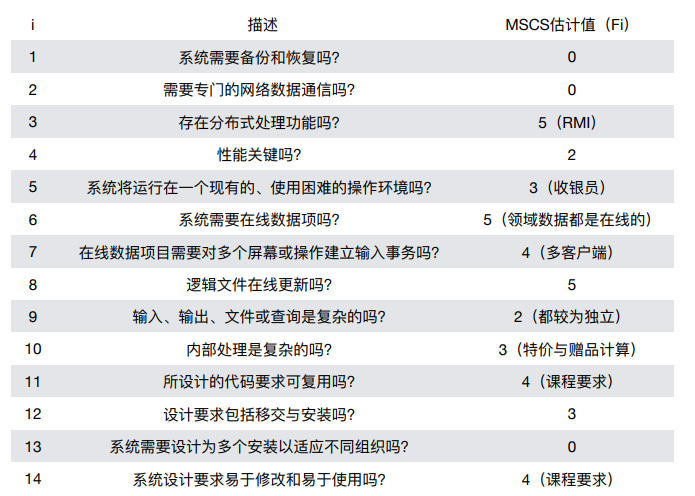 i 描述 MSCS估计值（Fi）
1 系统需要备份和恢复吗? 0
2 需要专门的网络数据通信吗? 0
3 存在分布式处理功能吗? 5（RMI）
4 性能关键吗? 2
5 系统将运行在一个现有的、使用困难的操作环境吗? 3（收银员）
6 系统需要在线数据项吗? 5（领域数据都是在线的）
7 在线数据项目需要对多个屏幕或操作建立输入事务吗? 4（多客户端）
8 逻辑文件在线更新吗? 5
9 输入、输出、文件或查询是复杂的吗? 2（都较为独立）
10 内部处理是复杂的吗? 3（特价与赠品计算）
11 所设计的代码要求可复用吗? 4（课程要求）
12 设计要求包括移交与安装吗? 3
13 系统需要设计为多个安装以适应不同组织吗? 0
14 系统设计要求易于修改和易于使用吗? 4（课程要求）